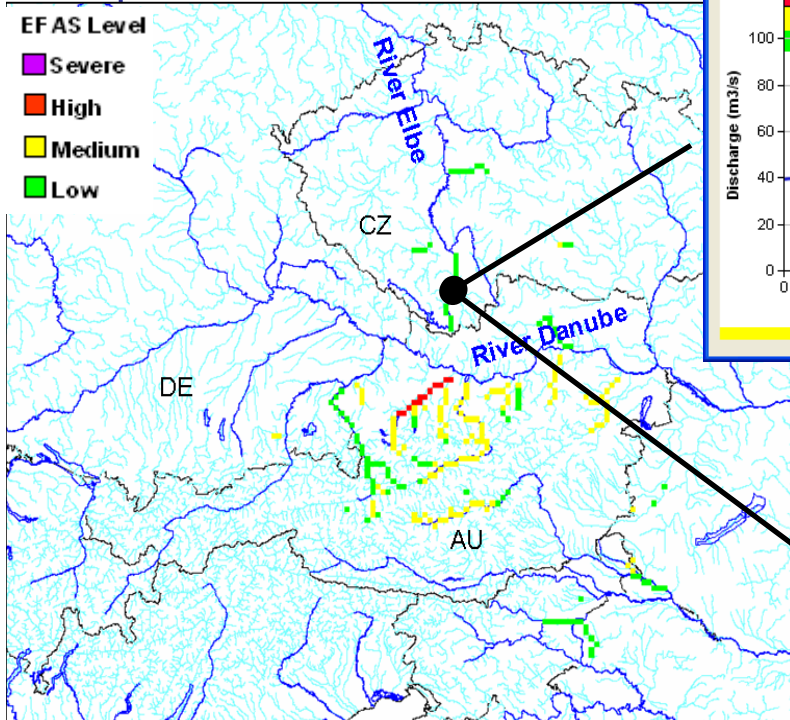 EFAS Level
Severe
High
Medium
Low
River Elbe
CZ
River Danube
DE
AU
Discharge (m3/s)
100
80
60
40
20
0
0